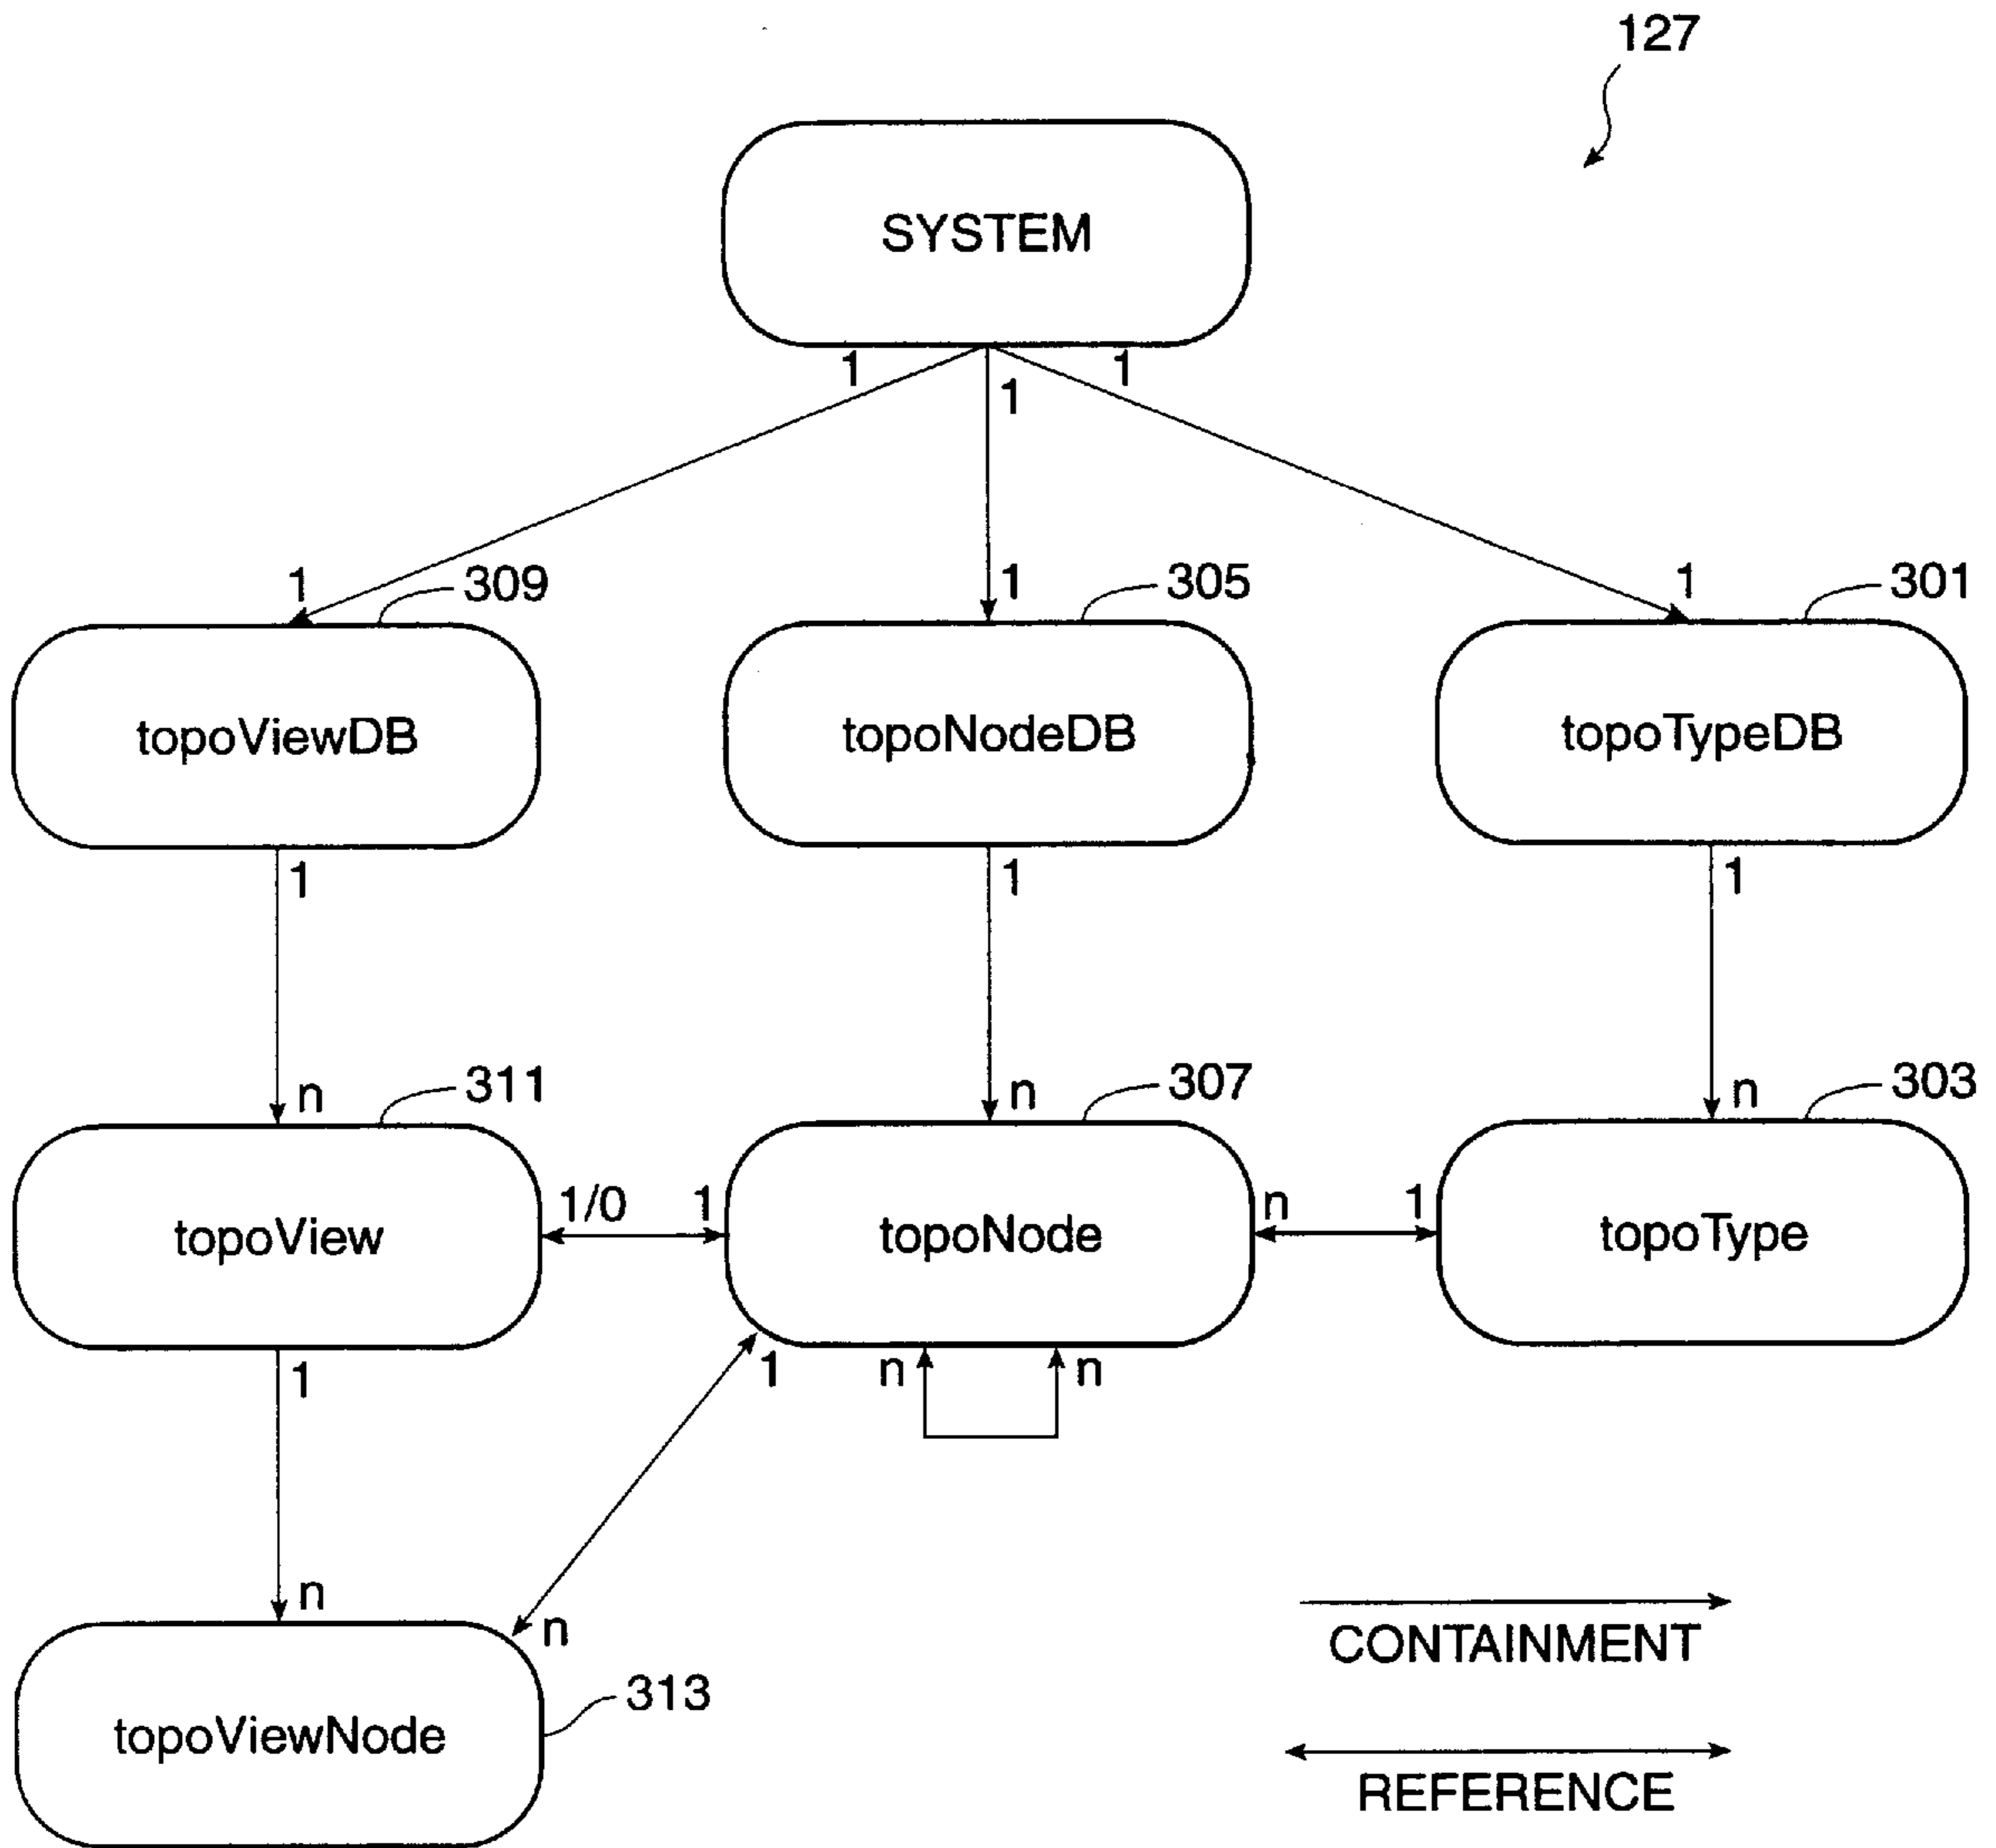 127
SYSTEM
1 1 1
1 309 1 305 1 301
topoViewDB topoNodeDB topoTypeDB
1 1 1
n 311 n 307 n 303
topoView 1/0 1 topoNode n 1 topoType
1 1 n n
n n
topoViewNode 313
CONTAINMENT
REFERENCE